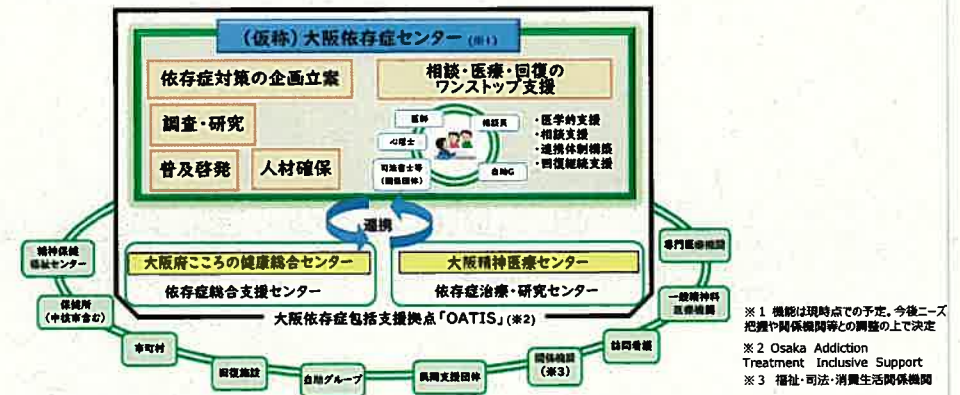 (仮称)大阪依存症センター(※1)
依存症対策の企画立案
相談・医療・回復の
ワンストップ支援
調査・研究
普及啓発
人材確保
医師
相談員
心理士
司法書士等
(関係団体)
自助G
・医学的支援
・相談支援
・連携体制構築
・回復継続支援
連携
大阪府こころの健康総合センター
依存症総合支援センター
大阪精神医療センター
依存症治療・研究センター
大阪依存症包括支援拠点「OATIS」(※2)
精神保健
福祉センター
保健所
(中核市含む)
市町村
回復施設
自助グループ
民間支援団体
関係機関
(※3)
訪問看護
一般精神科
医療機関
専門医療機関
※1 機能は現時点での予定。今後ニーズ
把握や関係機関等との調整の上で決定
※2 Osaka Addiction
Treatment Inclusive Support
※3 福祉・司法・消費生活関係機関